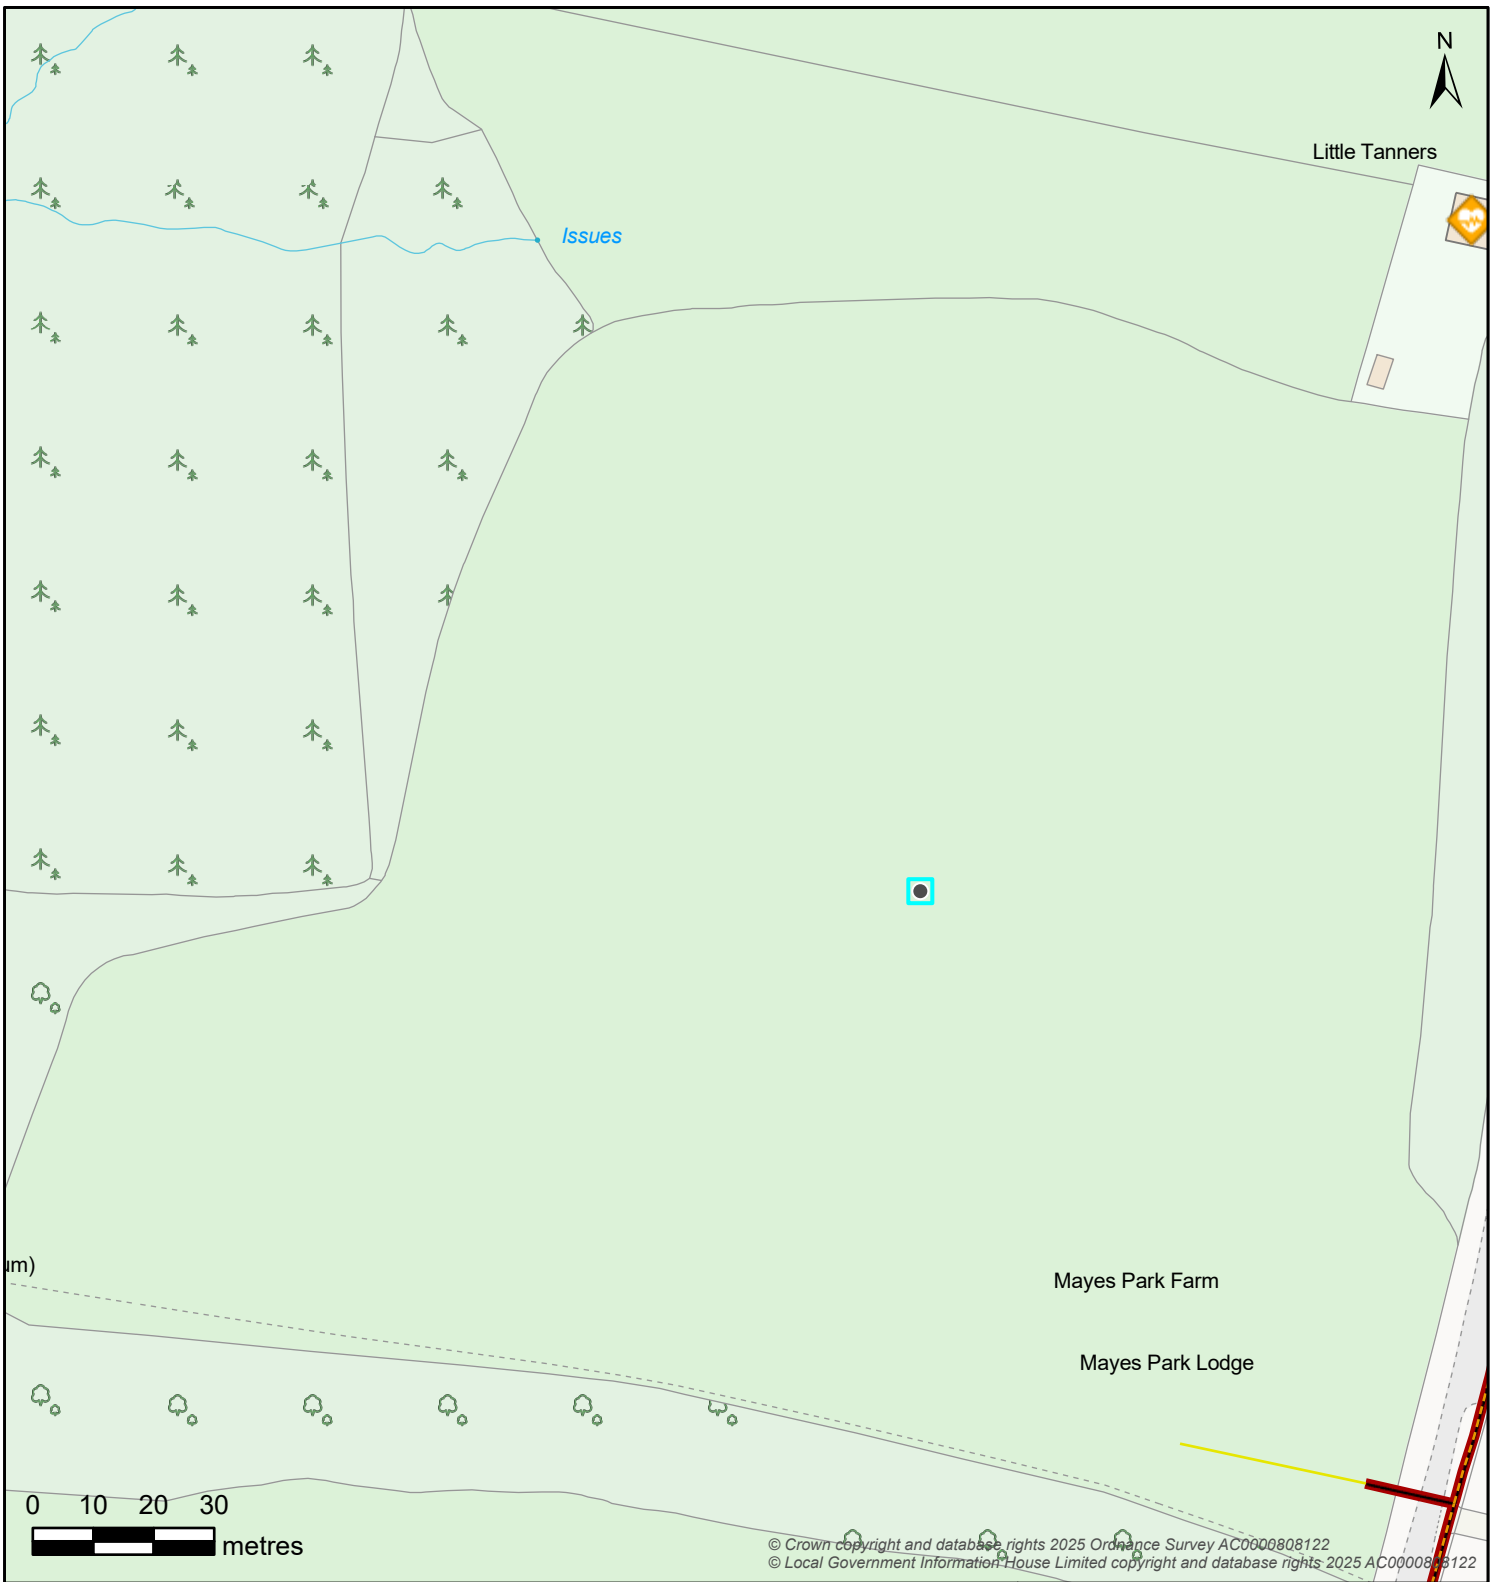 N
Little Tanners
Issues
um)
Mayes Park Farm
Mayes Park Lodge
0 10 20 30
metres
© Crown copyright and database rights 2025 Ordnance Survey AC0000808122
© Local Government Information House Limited copyright and database rights 2025 AC0000808122